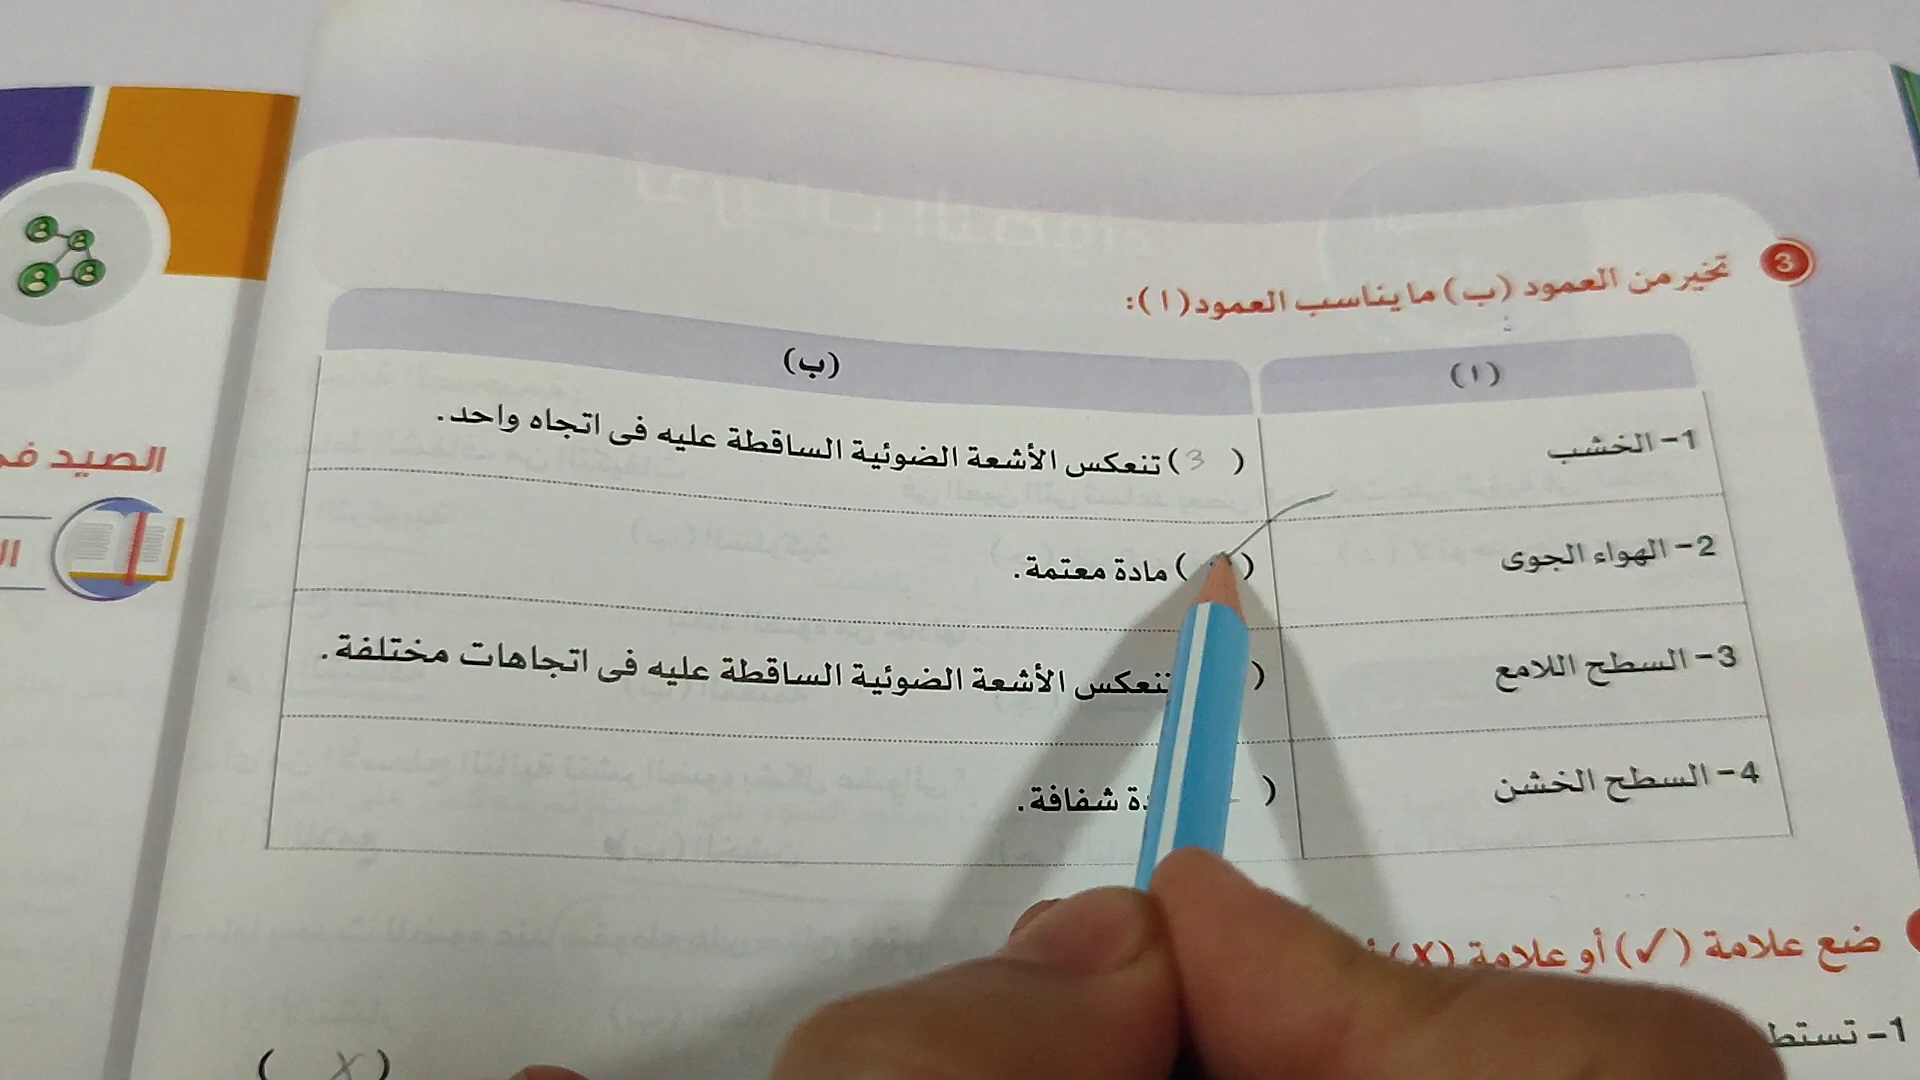 3 تخير من العمود (ب) ما يناسب العمود (ا):
(ا) (ب)
1- الخشب ( 3 ) تنعكس الأشعة الضوئية الساقطة عليه فى اتجاه واحد.
2- الهواء الجوى ( ) مادة معتمة.
3- السطح اللامع ( تنعكس الأشعة الضوئية الساقطة عليه فى اتجاهات مختلفة.
4- السطح الخشن ( شفافة.
ضع علامة (✓) أو علامة (X)
1-
( X )
الصيد